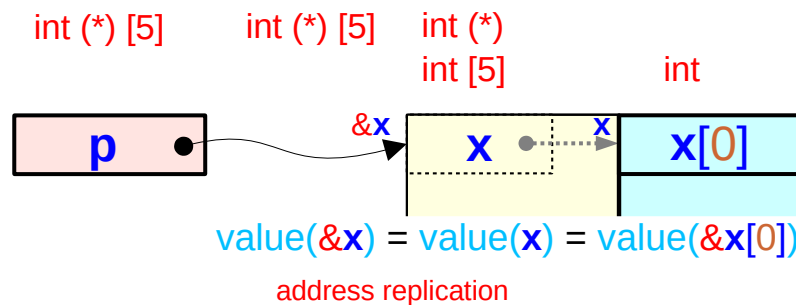 int (*) [5] int (*) [5] int (*)
int [5] int
&x x
p x x[0]
value(&x) = value(x) = value(&x[0])
address replication